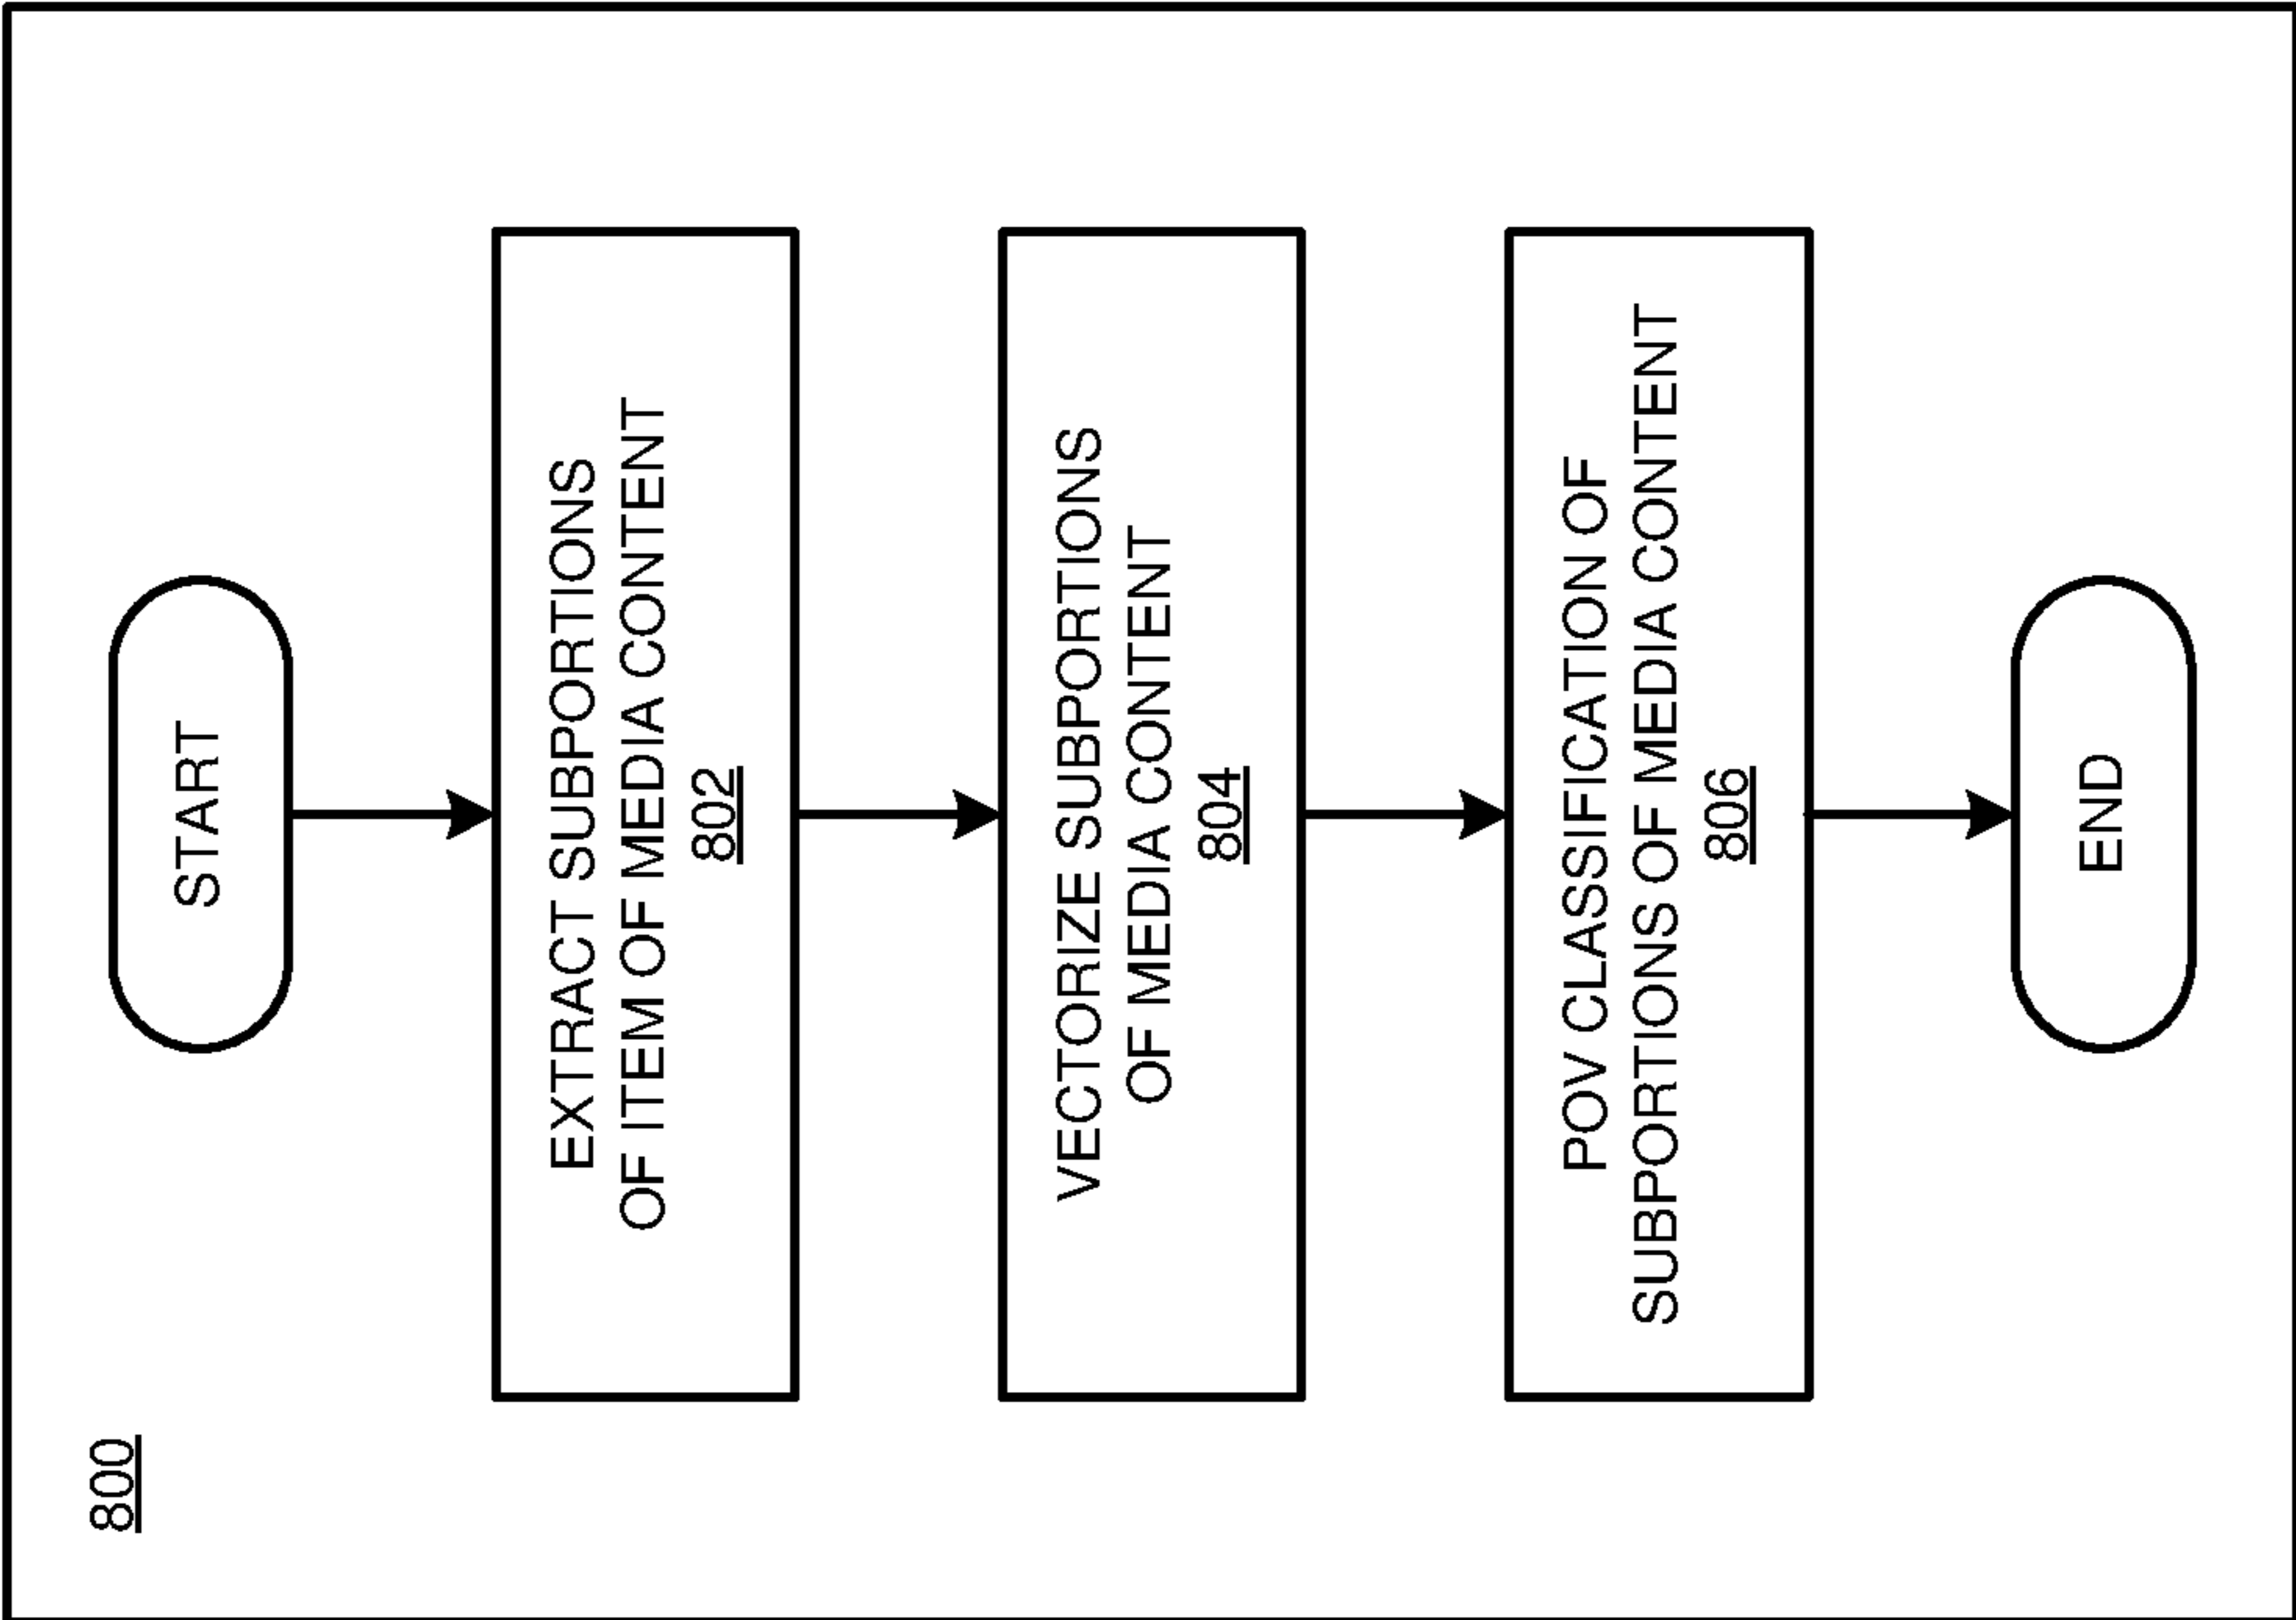 800
START
EXTRACT SUBPORTIONS
OF ITEM OF MEDIA CONTENT
802
VECTORIZE SUBPORTIONS
OF MEDIA CONTENT
804
POV CLASSIFICATION OF
SUBPORTIONS OF MEDIA CONTENT
806
END